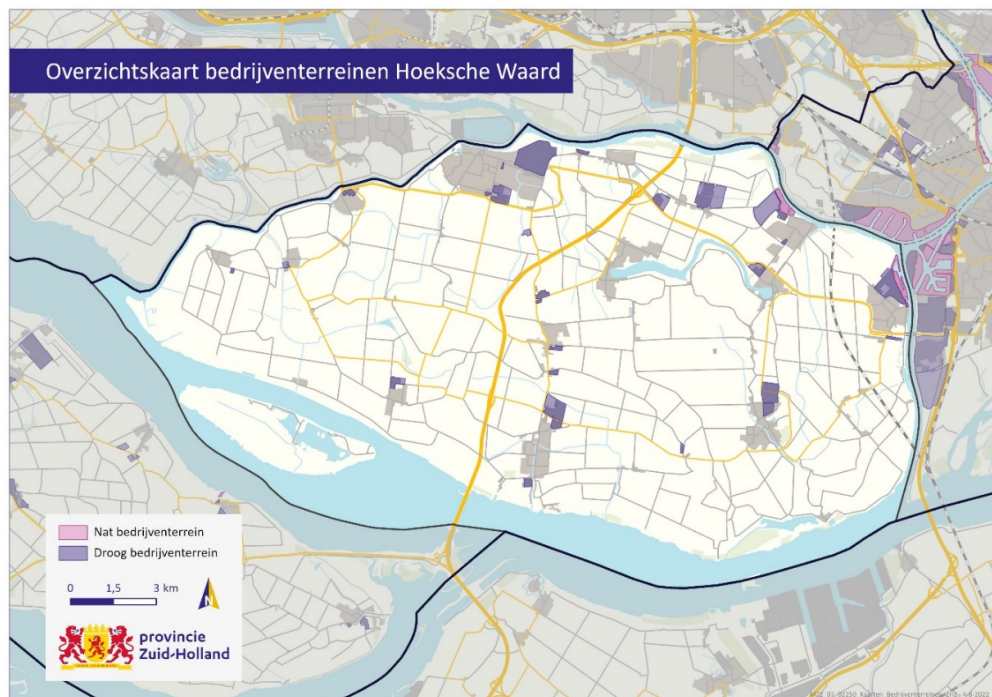 Overzichtskaart bedrijventerreinen Hoeksche Waard
Nat bedrijventerrein
Droog bedrijventerrein
0 1,5 3 km
N
provincie
Zuid-Holland